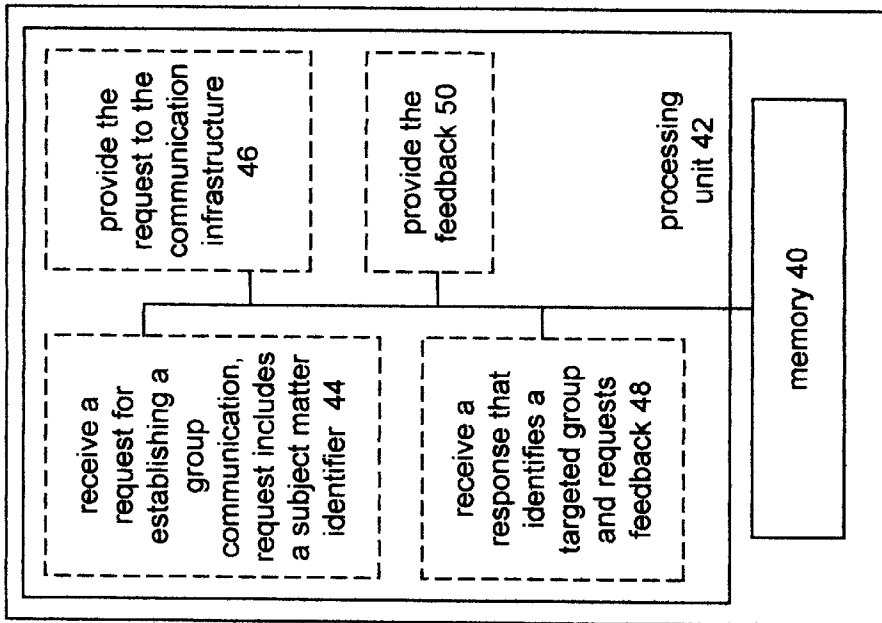 receive a
request for
establishing a
group
communication,
request includes
a subject matter
identifier 44
provide the
request to the
communication
infrastructure
46
receive a
response that
identifies a
targeted group
and requests
feedback 48
provide the
feedback 50
processing
unit 42
memory 40